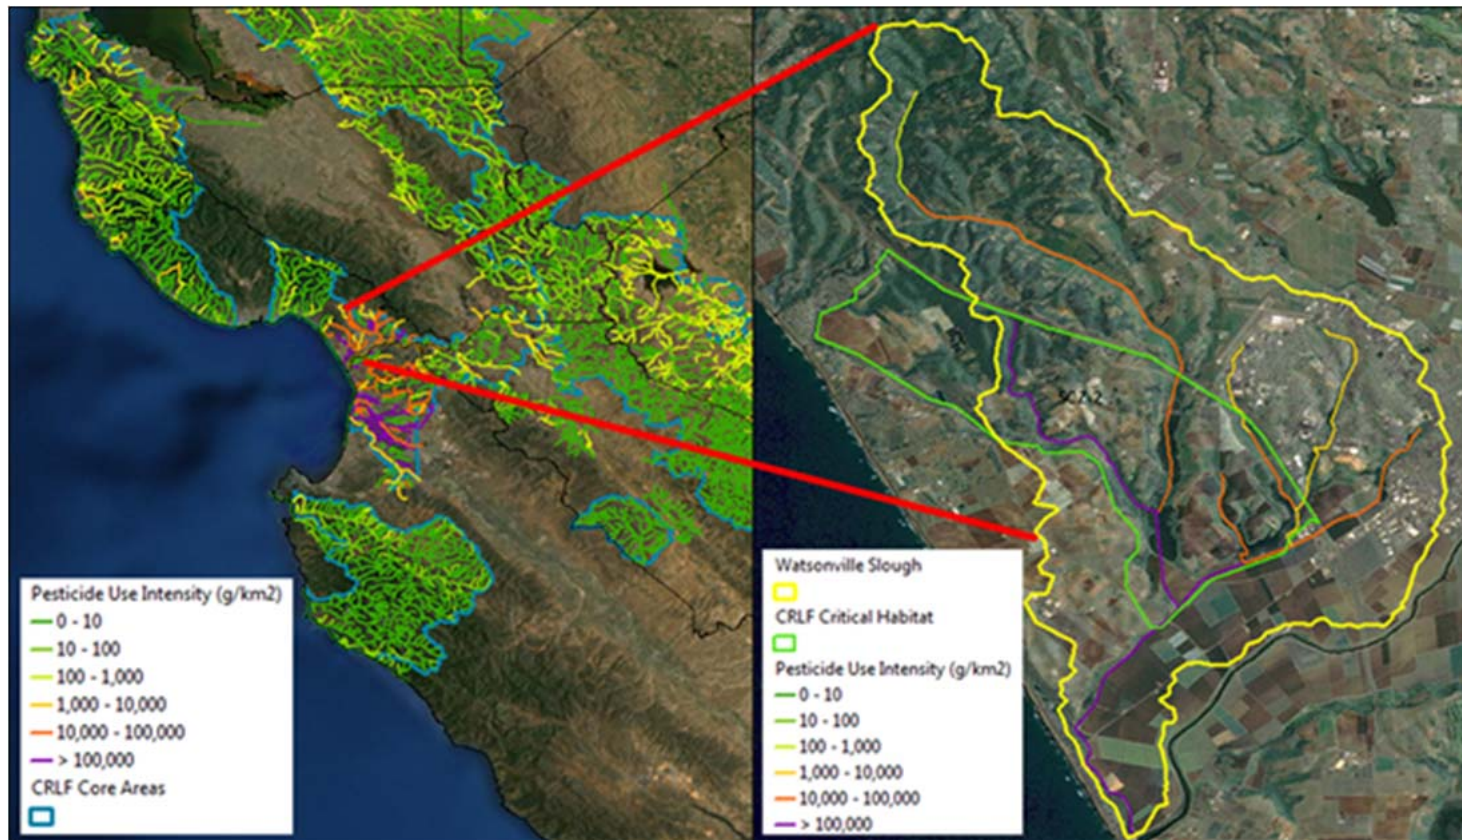 Pesticide Use Intensity (g/km2)
0 - 10
10 - 100
100 - 1,000
1,000 - 10,000
10,000 - 100,000
> 100,000
CRLF Core Areas
Watsonville Slough
CRLF Critical Habitat
Pesticide Use Intensity (g/km2)
0 - 10
10 - 100
100 - 1,000
1,000 - 10,000
10,000 - 100,000
> 100,000